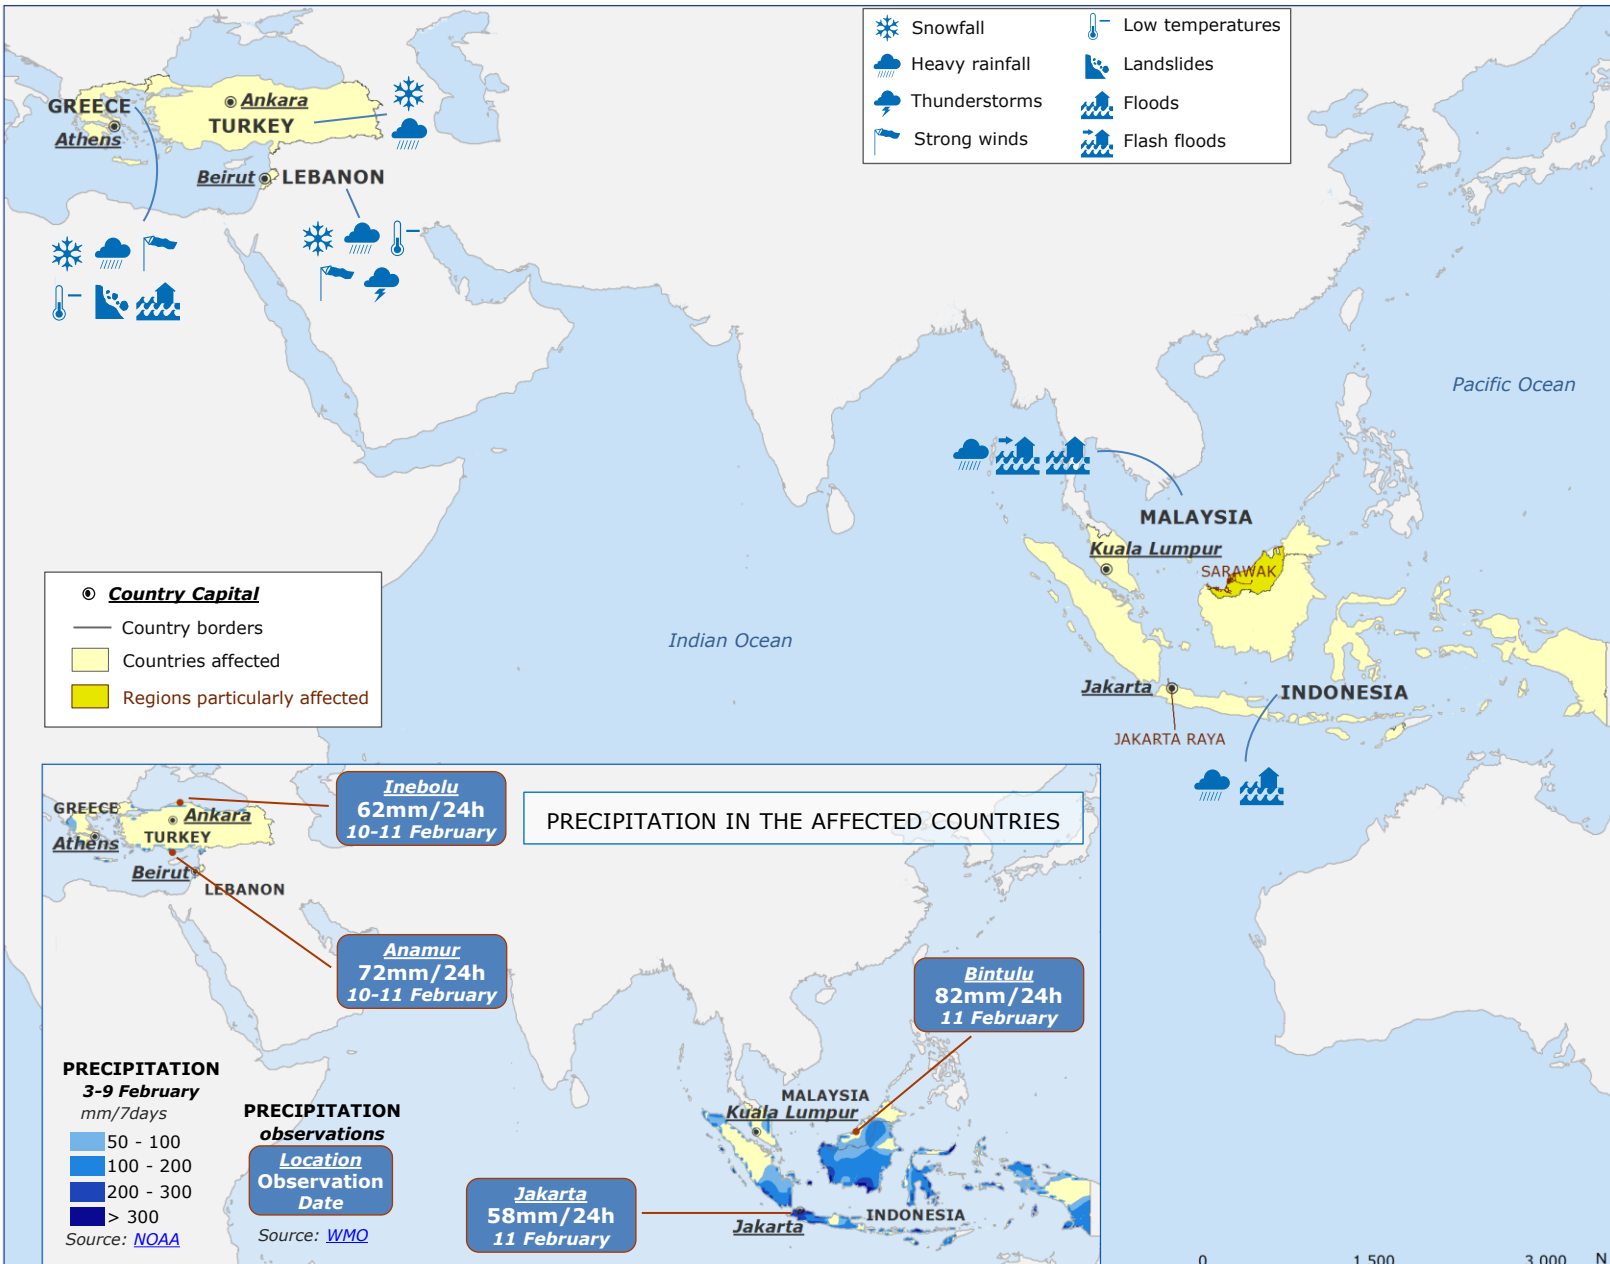 Snowfall
Heavy rainfall
Thunderstorms
Strong winds
Low temperatures
Landslides
Floods
Flash floods
GREECE
Athens
Ankara
TURKEY
Beirut
LEBANON
Pacific Ocean
MALAYSIA
Kuala Lumpur
SARAWAK
Indian Ocean
Jakarta
INDONESIA
JAKARTA RAYA
Country Capital
Country borders
Countries affected
Regions particularly affected
PRECIPITATION IN THE AFFECTED COUNTRIES
Inebolu
62mm/24h
10-11 February
GREECE
Ankara
TURKEY
Athens
Beirut
LEBANON
Anamur
72mm/24h
10-11 February
Bintulu
82mm/24h
11 February
MALAYSIA
Kuala Lumpur
Jakarta
58mm/24h
11 February
INDONESIA
Jakarta
PRECIPITATION
3-9 February
mm/7days
50 - 100
100 - 200
200 - 300
> 300
Source: NOAA
PRECIPITATION
observations
Location
Observation
Date
Source: WMO
0 1,500 3,000 N